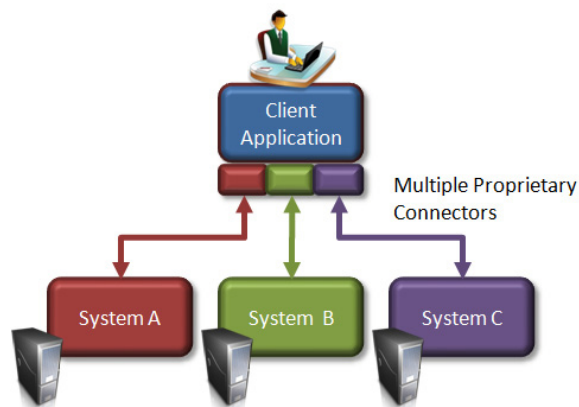 Client
Application
Multiple Proprietary
Connectors
System A
System B
System C